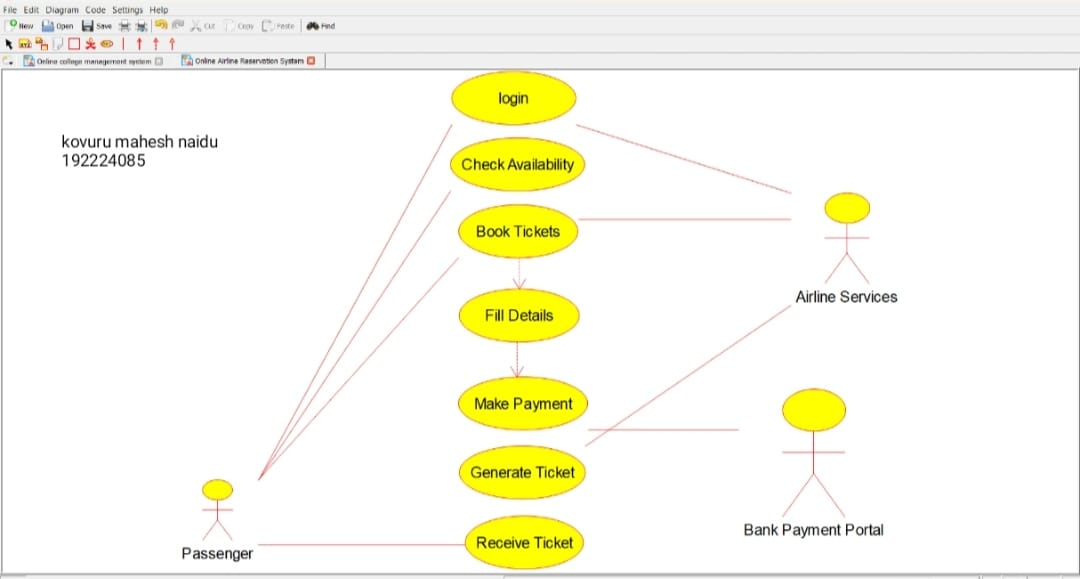 File Edit Diagram Code Settings Help
New Open Save Cut Copy Paste Find
Online college management system Online Airline Reservation System
login
kovuru mahesh naidu
192224085
Check Availability
Book Tickets
Fill Details
Airline Services
Make Payment
Generate Ticket
Bank Payment Portal
Receive Ticket
Passenger